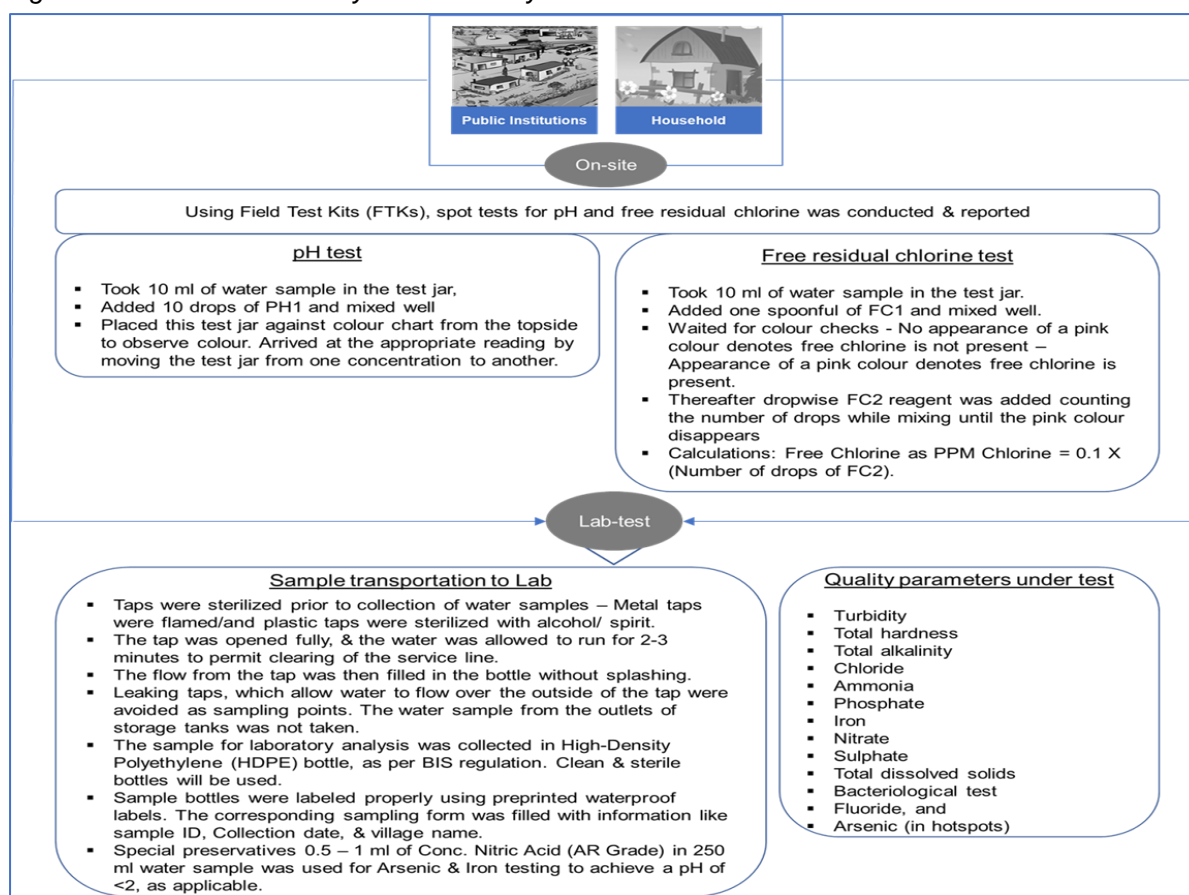 Public Institutions
Household
On-site
Using Field Test Kits (FTKs), spot tests for pH and free residual chlorine was conducted & reported
pH test
▪ Took 10 ml of water sample in the test jar,
▪ Added 10 drops of PH1 and mixed well
▪ Placed this test jar against colour chart from the topside
to observe colour. Arrived at the appropriate reading by
moving the test jar from one concentration to another.
Free residual chlorine test
▪ Took 10 ml of water sample in the test jar.
▪ Added one spoonful of FC1 and mixed well.
▪ Waited for colour checks - No appearance of a pink
colour denotes free chlorine is not present –
Appearance of a pink colour denotes free chlorine is
present.
▪ Thereafter dropwise FC2 reagent was added counting
the number of drops while mixing until the pink colour
disappears
▪ Calculations: Free Chlorine as PPM Chlorine = 0.1 X
(Number of drops of FC2).
Lab-test
Sample transportation to Lab
▪ Taps were sterilized prior to collection of water samples – Metal taps
were flamed/and plastic taps were sterilized with alcohol/ spirit.
▪ The tap was opened fully, & the water was allowed to run for 2-3
minutes to permit clearing of the service line.
▪ The flow from the tap was then filled in the bottle without splashing.
▪ Leaking taps, which allow water to flow over the outside of the tap were
avoided as sampling points. The water sample from the outlets of
storage tanks was not taken.
▪ The sample for laboratory analysis was collected in High-Density
Polyethylene (HDPE) bottle, as per BIS regulation. Clean & sterile
bottles will be used.
▪ Sample bottles were labeled properly using preprinted waterproof
labels. The corresponding sampling form was filled with information like
sample ID, Collection date, & village name.
▪ Special preservatives 0.5 – 1 ml of Conc. Nitric Acid (AR Grade) in 250
ml water sample was used for Arsenic & Iron testing to achieve a pH of
<2, as applicable.
Quality parameters under test
▪ Turbidity
▪ Total hardness
▪ Total alkalinity
▪ Chloride
▪ Ammonia
▪ Phosphate
▪ Iron
▪ Nitrate
▪ Sulphate
▪ Total dissolved solids
▪ Bacteriological test
▪ Fluoride, and
▪ Arsenic (in hotspots)